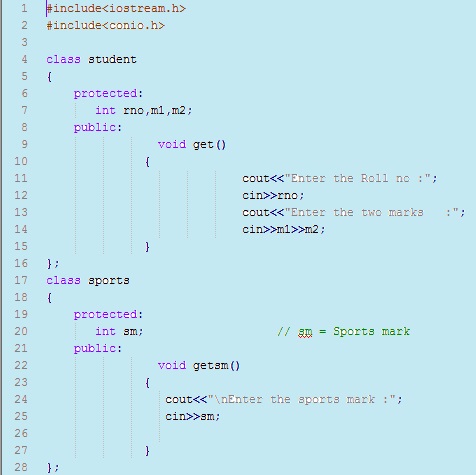 1 #include<iostream.h>
2 #include<conio.h>
3
4 class student
5 {
6     protected:
7        int rno,m1,m2;
8     public:
9                 void get()
10               {
11                             cout<<"Enter the Roll no :";
12                             cin>>rno;
13                             cout<<"Enter the two marks   :";
14                             cin>>m1>>m2;
15               }
16 };
17 class sports
18 {
19     protected:
20        int sm;                   // sm = Sports mark
21     public:
22                 void getsm()
23               {
24                  cout<<"\nEnter the sports mark :";
25                  cin>>sm;
26
27               }
28 };